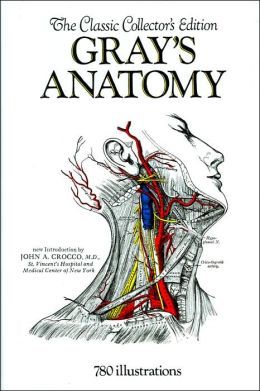 The Classic Collector's Edition
GRAY'S
ANATOMY
new Introduction by
JOHN A. CROCCO, M.D.,
St. Vincent's Hospital and
Medical Center of New York
780 illustrations